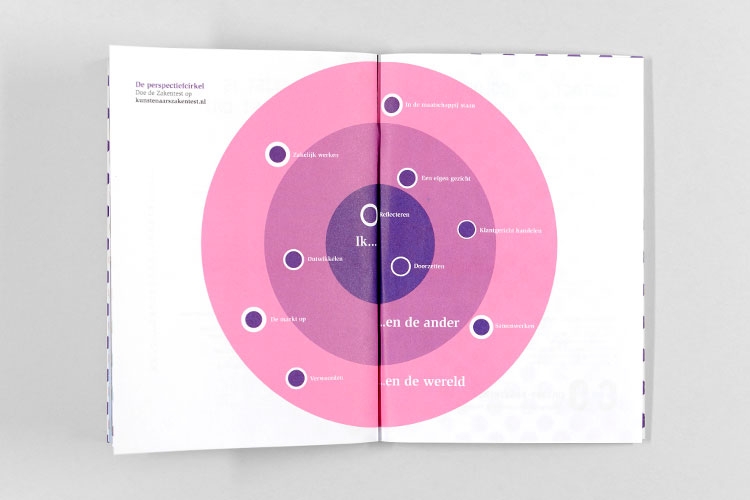 De perspectiefcirkel
Doe de Zakentest op
kunstenaarszakentest.nl
In de maatschappij staan
Zakelijk werken
Een eigen gezicht
Reflecteren
Klantgericht handelen
Ik...
Ontwikkelen
Doorzetten
De markt op
...en de ander
Samenwerken
Verwoorden
...en de wereld